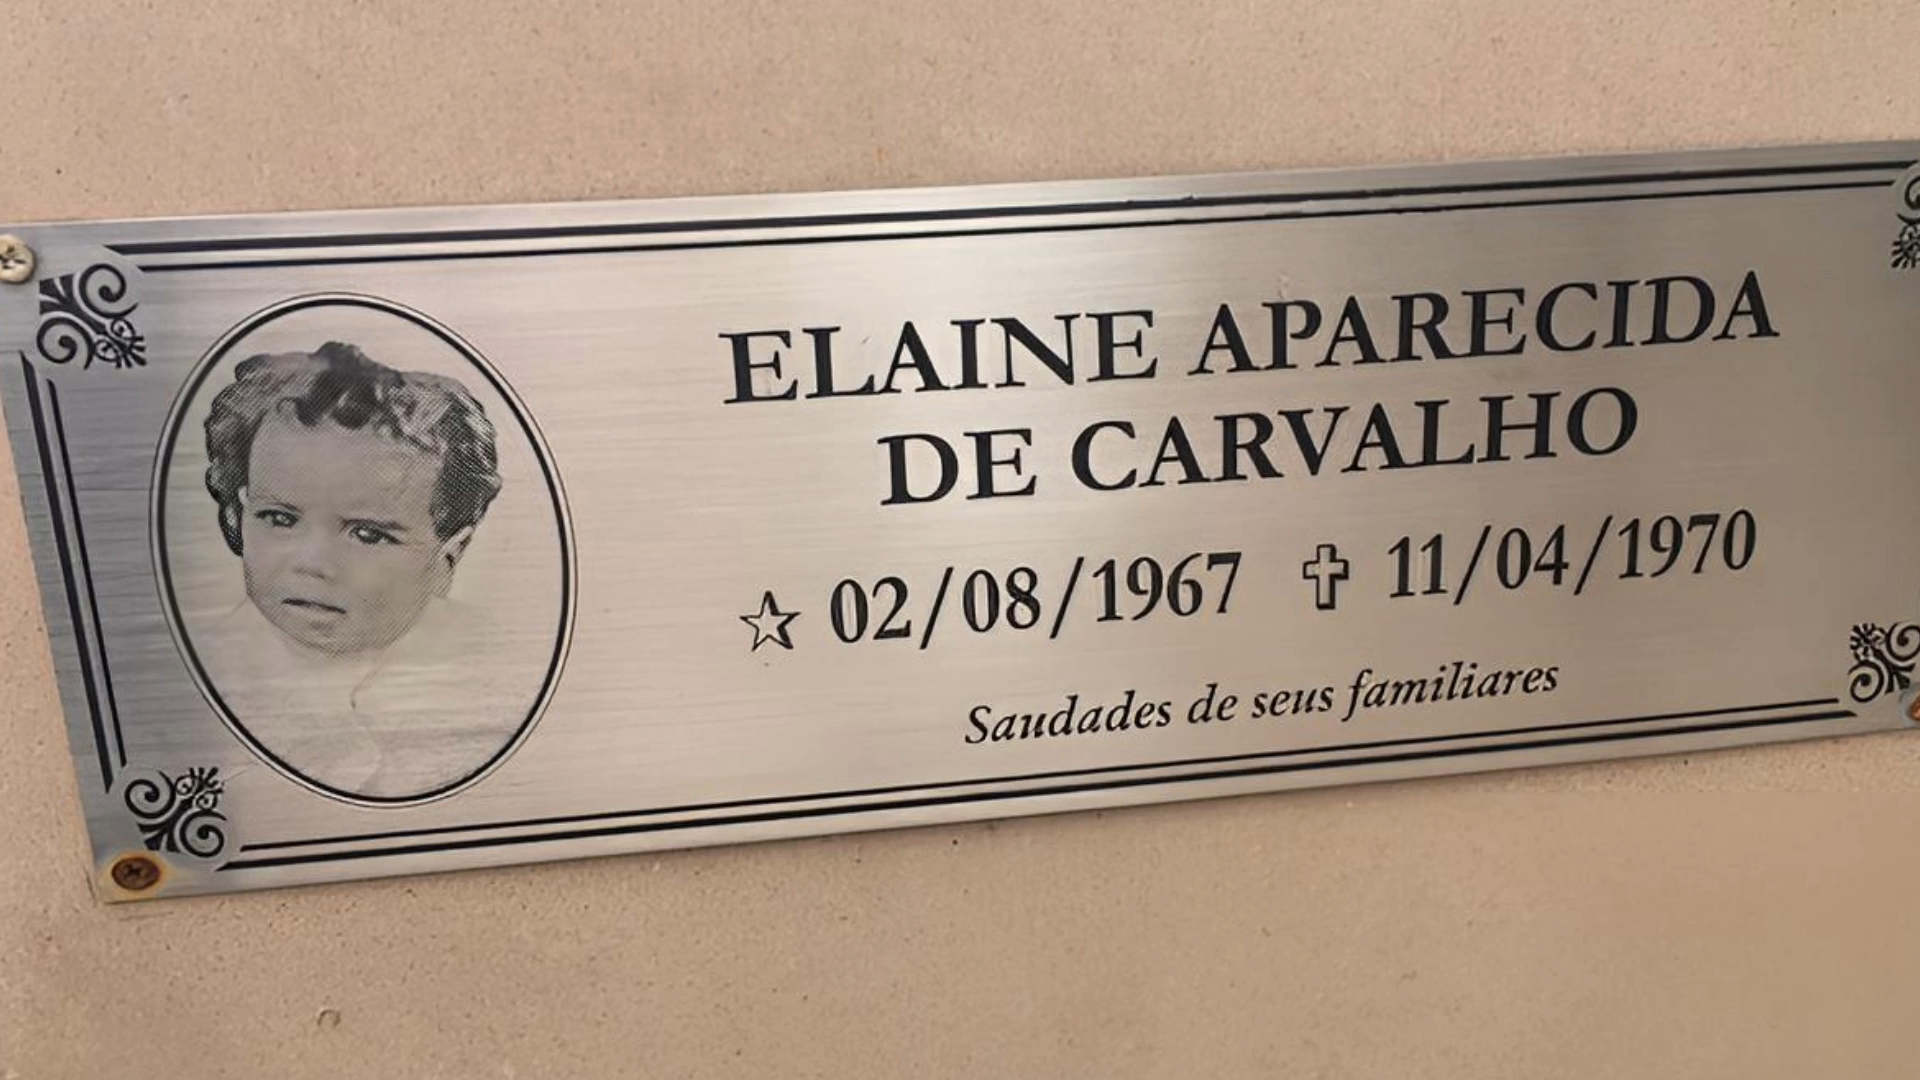 ELAINE APARECIDA
DE CARVALHO
☆ 02/08/1967 ✞ 11/04/1970
Saudades de seus familiares